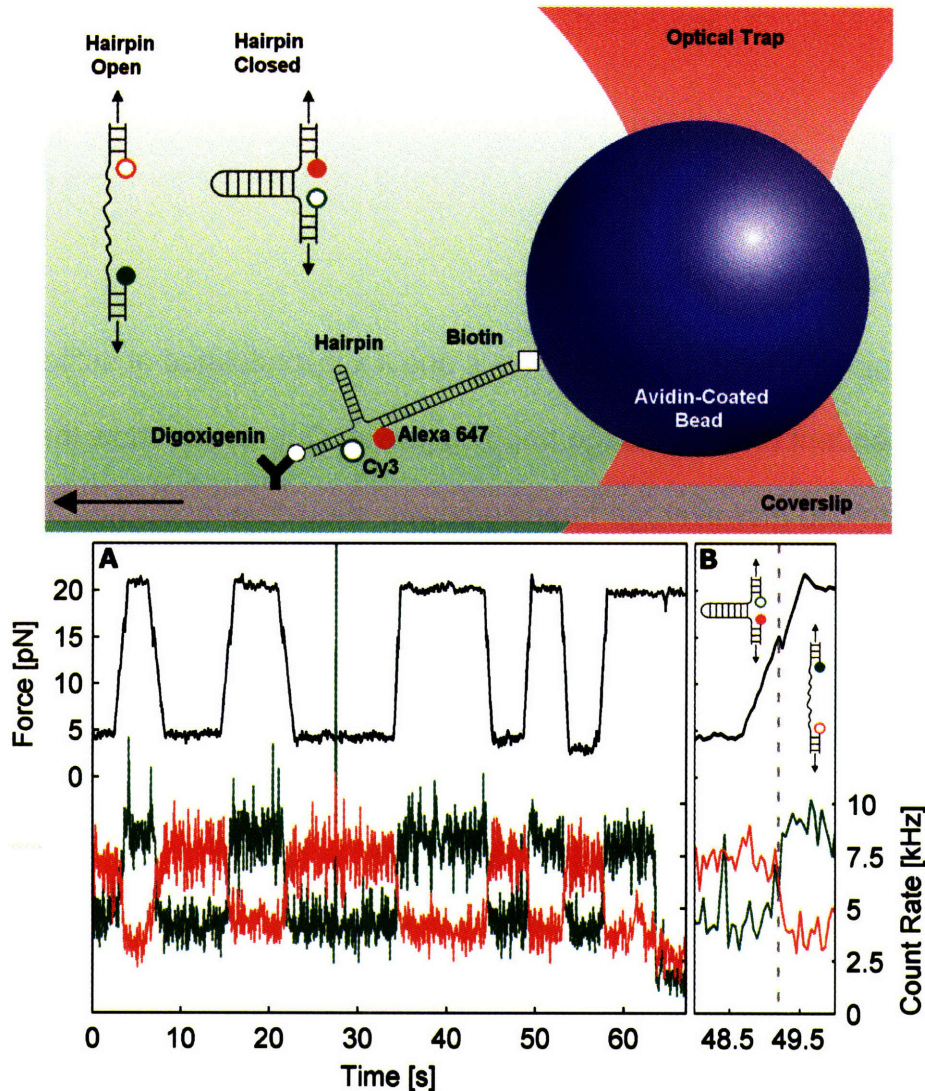 Hairpin
Open
Hairpin
Closed
Optical Trap
Hairpin
Biotin
Avidin-Coated
Bead
Digoxigenin
Alexa 647
Cy3
Coverslip
A
B
Force [pN]
20
15
10
5
0
10
7.5
5
2.5
0
Count Rate [kHz]
0 10 20 30 40 50 60
48.5 49.5
Time [s]